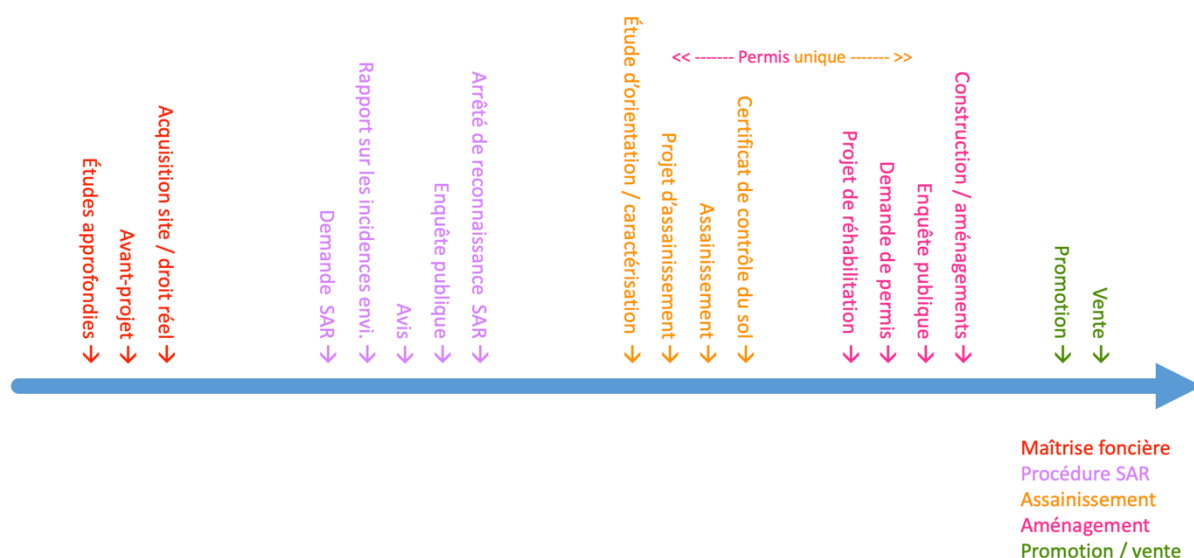 Études approfondies →
Avant-projet →
Acquisition site / droit réel →
Demande SAR →
Rapport sur les incidences envi. →
Avis →
Enquête publique →
Arrêté de reconnaissance SAR →
Étude d'orientation / caractérisation →
Projet d'assainissement →
Assainissement →
Certificat de contrôle du sol →
<< ------- Permis unique ------- >>
Projet de réhabilitation →
Demande de permis →
Enquête publique →
Construction / aménagements →
Promotion →
Vente →
Maîtrise foncière
Procédure SAR
Assainissement
Aménagement
Promotion / vente